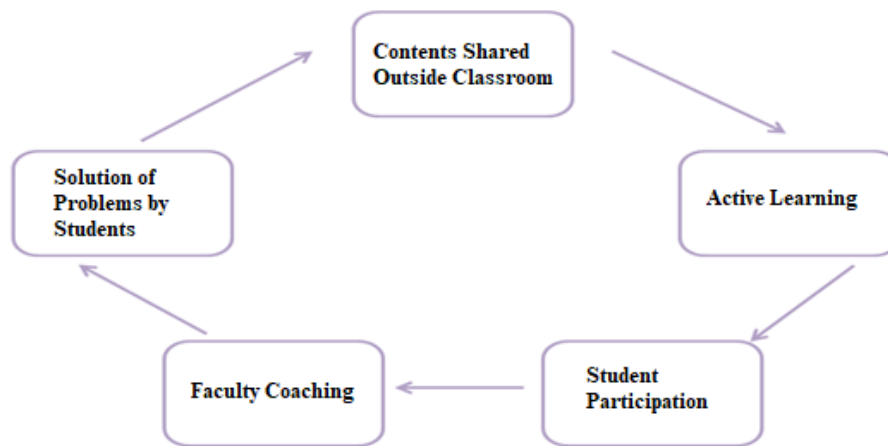 Contents Shared
Outside Classroom
Active Learning
Student
Participation
Faculty Coaching
Solution of
Problems by
Students